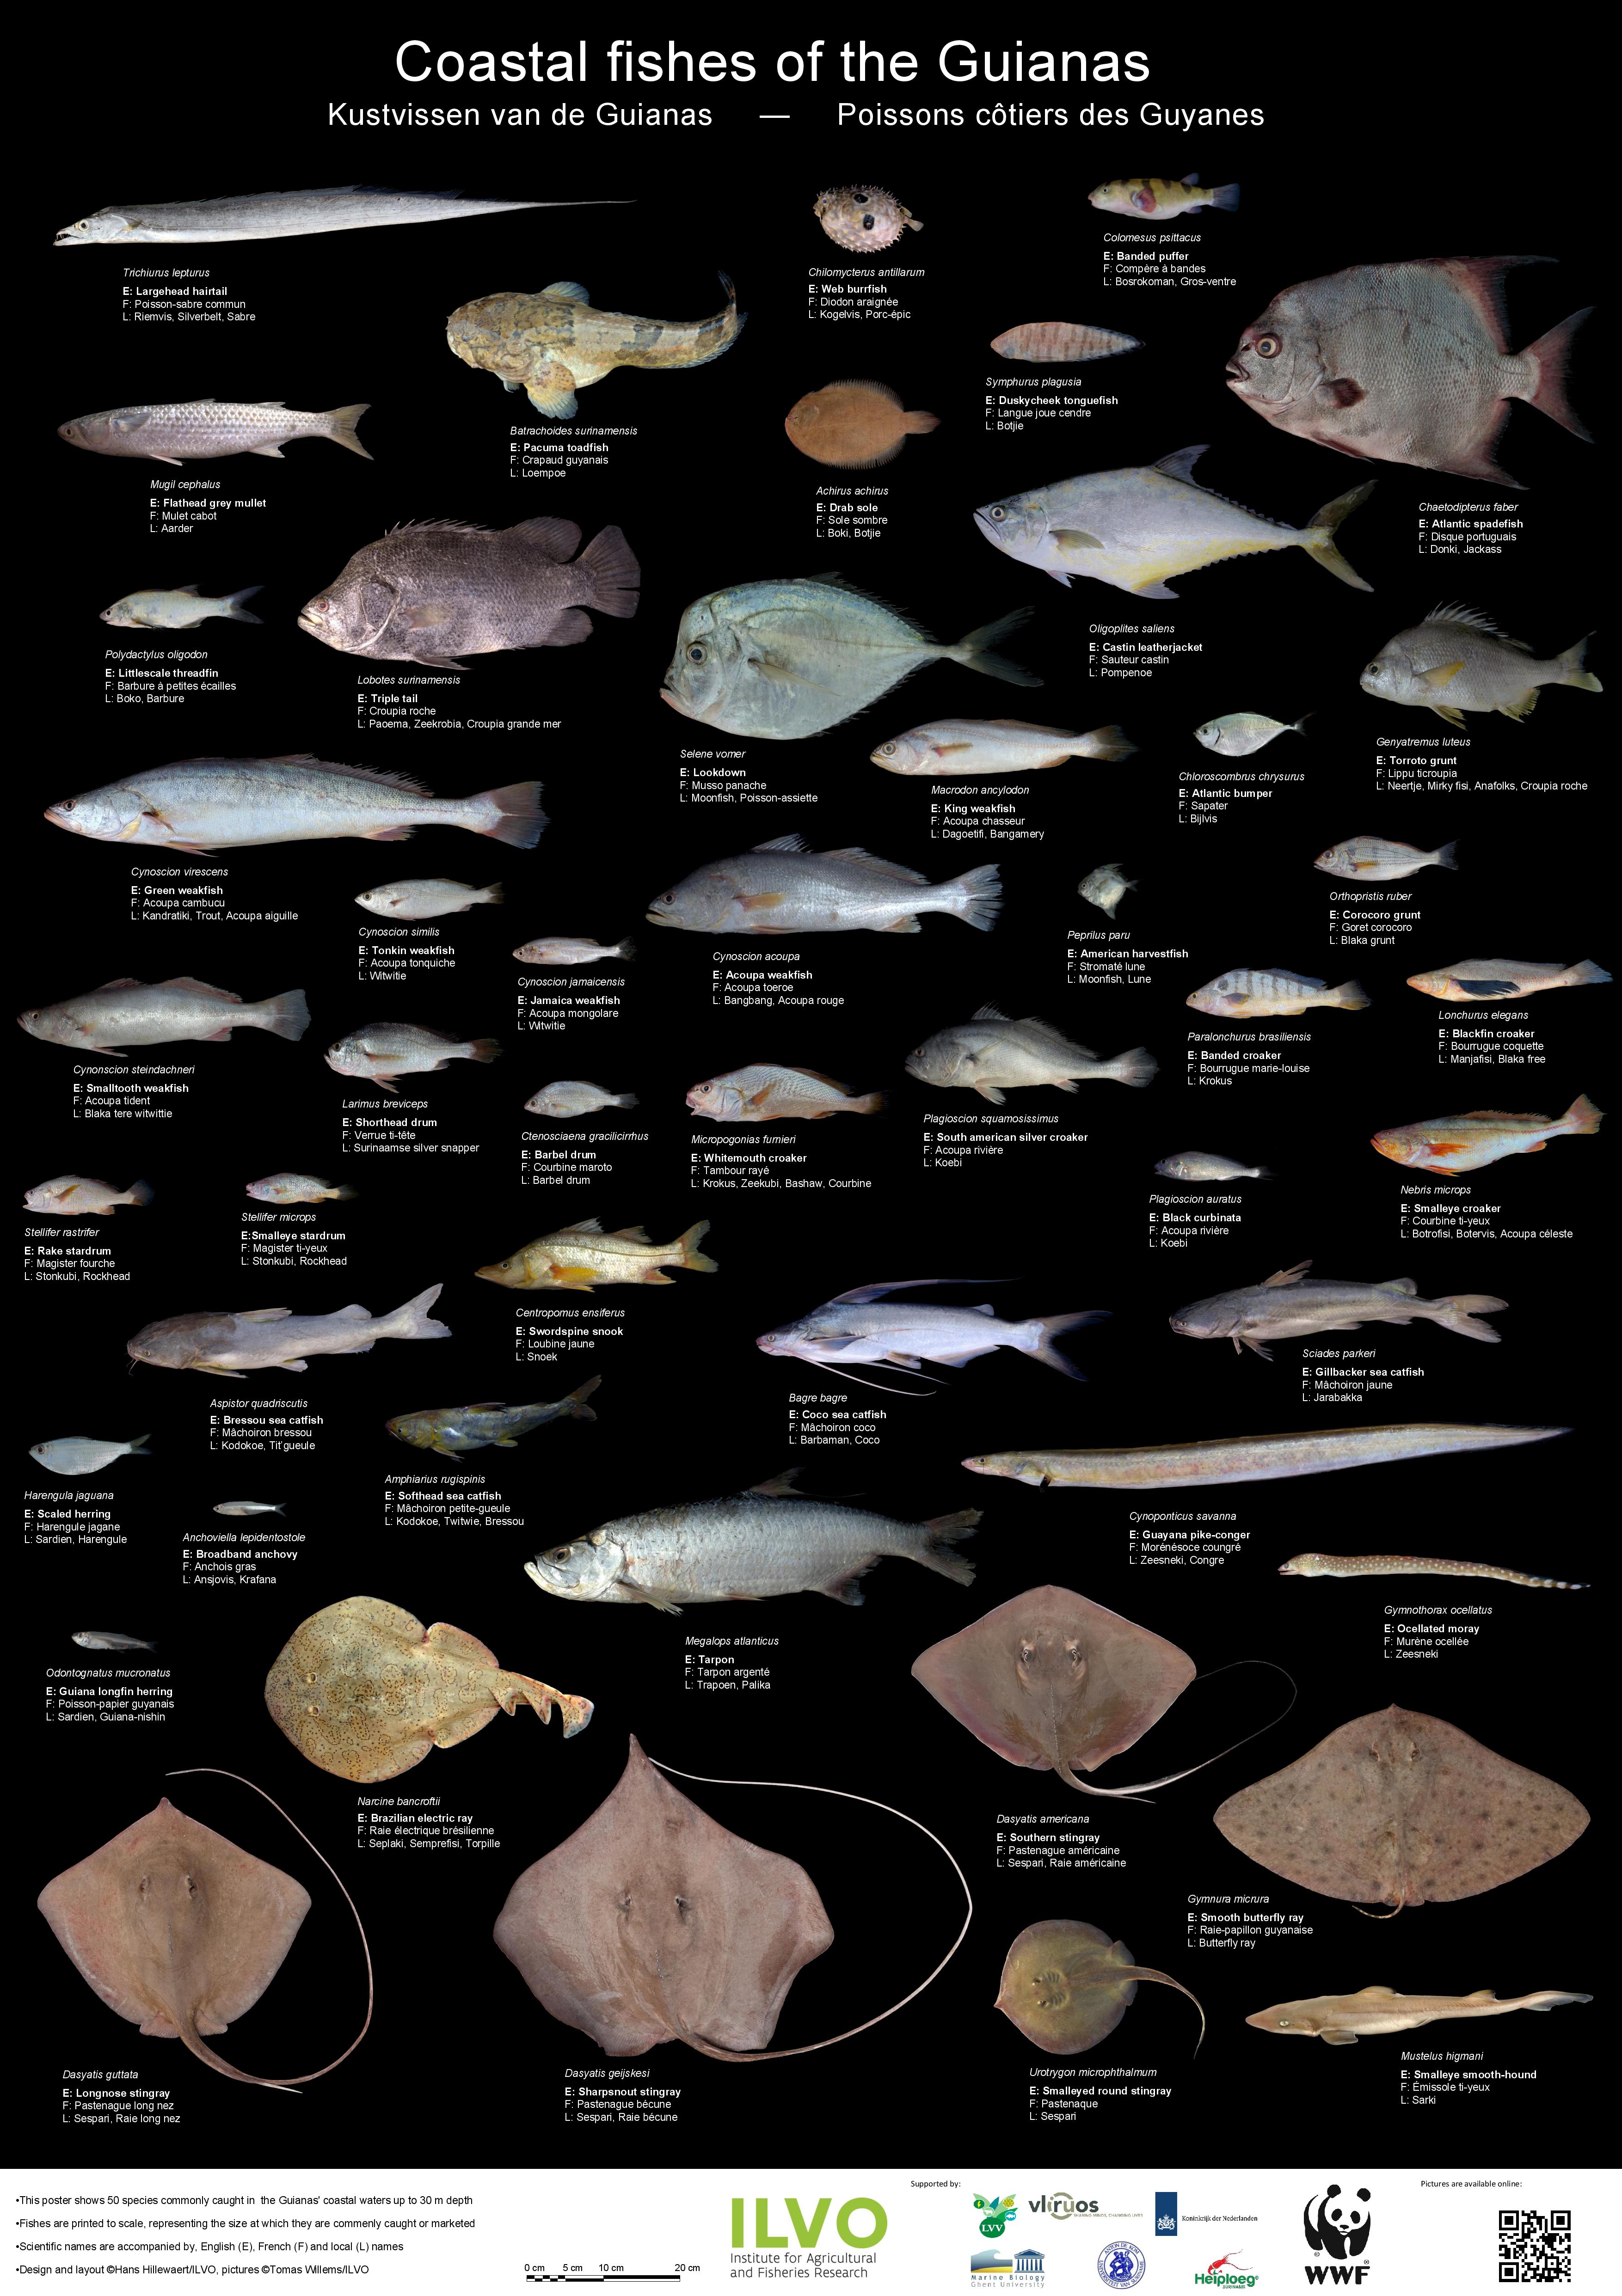 Coastal fishes of the Guianas
Kustvissen van de Guianas — Poissons côtiers des Guyanes
Trichiurus lepturus
E: Largehead hairtail
F: Poisson-sabre commun
L: Riemvis, Silverbelt, Sabre
Chilomycterus antillarum
E: Web burrfish
F: Diodon araignée
L: Kogelvis, Porc-épic
Colomesus psittacus
E: Banded puffer
F: Compère à bandes
L: Bosrokoman, Gros-ventre
Batrachoides surinamensis
E: Pacuma toadfish
F: Crapaud guyanais
L: Loempoe
Symphurus plagusia
E: Duskycheek tonguefish
F: Langue joue cendre
L: Botjie
Mugil cephalus
E: Flathead grey mullet
F: Mulet cabot
L: Aarder
Achirus achirus
E: Drab sole
F: Sole sombre
L: Boki, Botjie
Chaetodipterus faber
E: Atlantic spadefish
F: Disque portuguais
L: Donki, Jackass
Polydactylus oligodon
E: Littlescale threadfin
F: Barbure à petites écailles
L: Boko, Barbure
Lobotes surinamensis
E: Triple tail
F: Croupia roche
L: Paoema, Zeekrobia, Croupia grande mer
Oligoplites saliens
E: Castin leatherjacket
F: Sauteur castin
L: Pompenoe
Selene vomer
E: Lookdown
F: Musso panache
L: Moonfish, Poisson-assiette
Macrodon ancylodon
E: King weakfish
F: Acoupa chasseur
L: Dagoetifi, Bangamery
Chloroscombrus chrysurus
E: Atlantic bumper
F: Sapater
L: Bijlvis
Genyatremus luteus
E: Torroto grunt
F: Lippu ticroupia
L: Neertje, Mirky fisi, Anafolks, Croupia roche
Cynoscion virescens
E: Green weakfish
F: Acoupa cambucu
L: Kandratiki, Trout, Acoupa aiguille
Cynoscion similis
E: Tonkin weakfish
F: Acoupa tonquiche
L: Witwitie
Cynoscion jamaicensis
E: Jamaica weakfish
F: Acoupa mongolare
L: Witwitie
Cynoscion acoupa
E: Acoupa weakfish
F: Acoupa toeroe
L: Bangbang, Acoupa rouge
Peprilus paru
E: American harvestfish
F: Stromaté lune
L: Moonfish, Lune
Orthopristis ruber
E: Corocoro grunt
F: Goret corocoro
L: Blaka grunt
Cynonscion steindachneri
E: Smalltooth weakfish
F: Acoupa tident
L: Blaka tere witwittie
Larimus breviceps
E: Shorthead drum
F: Verrue ti-tête
L: Surinaamse silver snapper
Ctenosciaena gracilicirrhus
E: Barbel drum
F: Courbine maroto
L: Barbel drum
Micropogonias furnieri
E: Whitemouth croaker
F: Tambour rayé
L: Krokus, Zeekubi, Bashaw, Courbine
Plagioscion squamosissimus
E: South american silver croaker
F: Acoupa rivière
L: Koebi
Paralonchurus brasiliensis
E: Banded croaker
F: Bourrugue marie-louise
L: Krokus
Lonchurus elegans
E: Blackfin croaker
F: Bourrugue coquette
L: Manjafisi, Blaka free
Stellifer rastrifer
E: Rake stardrum
F: Magister fourche
L: Stonkubi, Rockhead
Stellifer microps
E:Smalleye stardrum
F: Magister ti-yeux
L: Stonkubi, Rockhead
Plagioscion auratus
E: Black curbinata
F: Acoupa rivière
L: Koebi
Nebris microps
E: Smalleye croaker
F: Courbine ti-yeux
L: Botrofisi, Botervis, Acoupa céleste
Centropomus ensiferus
E: Swordspine snook
F: Loubine jaune
L: Snoek
Aspistor quadriscutis
E: Bressou sea catfish
F: Mâchoiron bressou
L: Kodokoe, Tit'gueule
Bagre bagre
E: Coco sea catfish
F: Mâchoiron coco
L: Barbaman, Coco
Sciades parkeri
E: Gillbacker sea catfish
F: Mâchoiron jaune
L: Jarabakka
Harengula jaguana
E: Scaled herring
F: Harengule jagane
L: Sardien, Harengule
Amphiarius rugispinis
E: Softhead sea catfish
F: Mâchoiron petite-gueule
L: Kodokoe, Twitwie, Bressou
Anchoviella lepidentostole
E: Broadband anchovy
F: Anchois gras
L: Ansjovis, Krafana
Cynoponticus savanna
E: Guayana pike-conger
F: Morénésoce coungré
L: Zeesneki, Congre
Gymnothorax ocellatus
E: Ocellated moray
F: Murène ocellée
L: Zeesneki
Odontognatus mucronatus
E: Guiana longfin herring
F: Poisson-papier guyanais
L: Sardien, Guiana-nishin
Megalops atlanticus
E: Tarpon
F: Tarpon argenté
L: Trapoen, Palika
Narcine bancroftii
E: Brazilian electric ray
F: Raie électrique brésilienne
L: Seplaki, Semprefisi, Torpille
Dasyatis americana
E: Southern stingray
F: Pastenague américaine
L: Sespari, Raie américaine
Gymnura micrura
E: Smooth butterfly ray
F: Raie-papillon guyanaise
L: Butterfly ray
Dasyatis guttata
E: Longnose stingray
F: Pastenague long nez
L: Sespari, Raie long nez
Dasyatis geijskesi
E: Sharpsnout stingray
F: Pastenague bécune
L: Sespari, Raie bécune
Urotrygon microphthalmum
E: Smalleyed round stingray
F: Pastenaque
L: Sespari
Mustelus higmani
E: Smalleye smooth-hound
F: Émissole ti-yeux
L: Sarki
•This poster shows 50 species commonly caught in the Guianas' coastal waters up to 30 m depth
•Fishes are printed to scale, representing the size at which they are commenly caught or marketed
•Scientific names are accompanied by, English (E), French (F) and local (L) names
•Design and layout ©Hans Hillewaert/ILVO, pictures ©Tomas Willems/ILVO
0 cm 5 cm 10 cm 20 cm
ILVO
Institute for Agricultural
and Fisheries Research
Supported by:
LVV
vliruos
SHARING MINDS, CHANGING LIVES
Koninkrijk der Nederlanden
Marine Biology
Ghent University
Heiploeg
WWF
Pictures are available online: